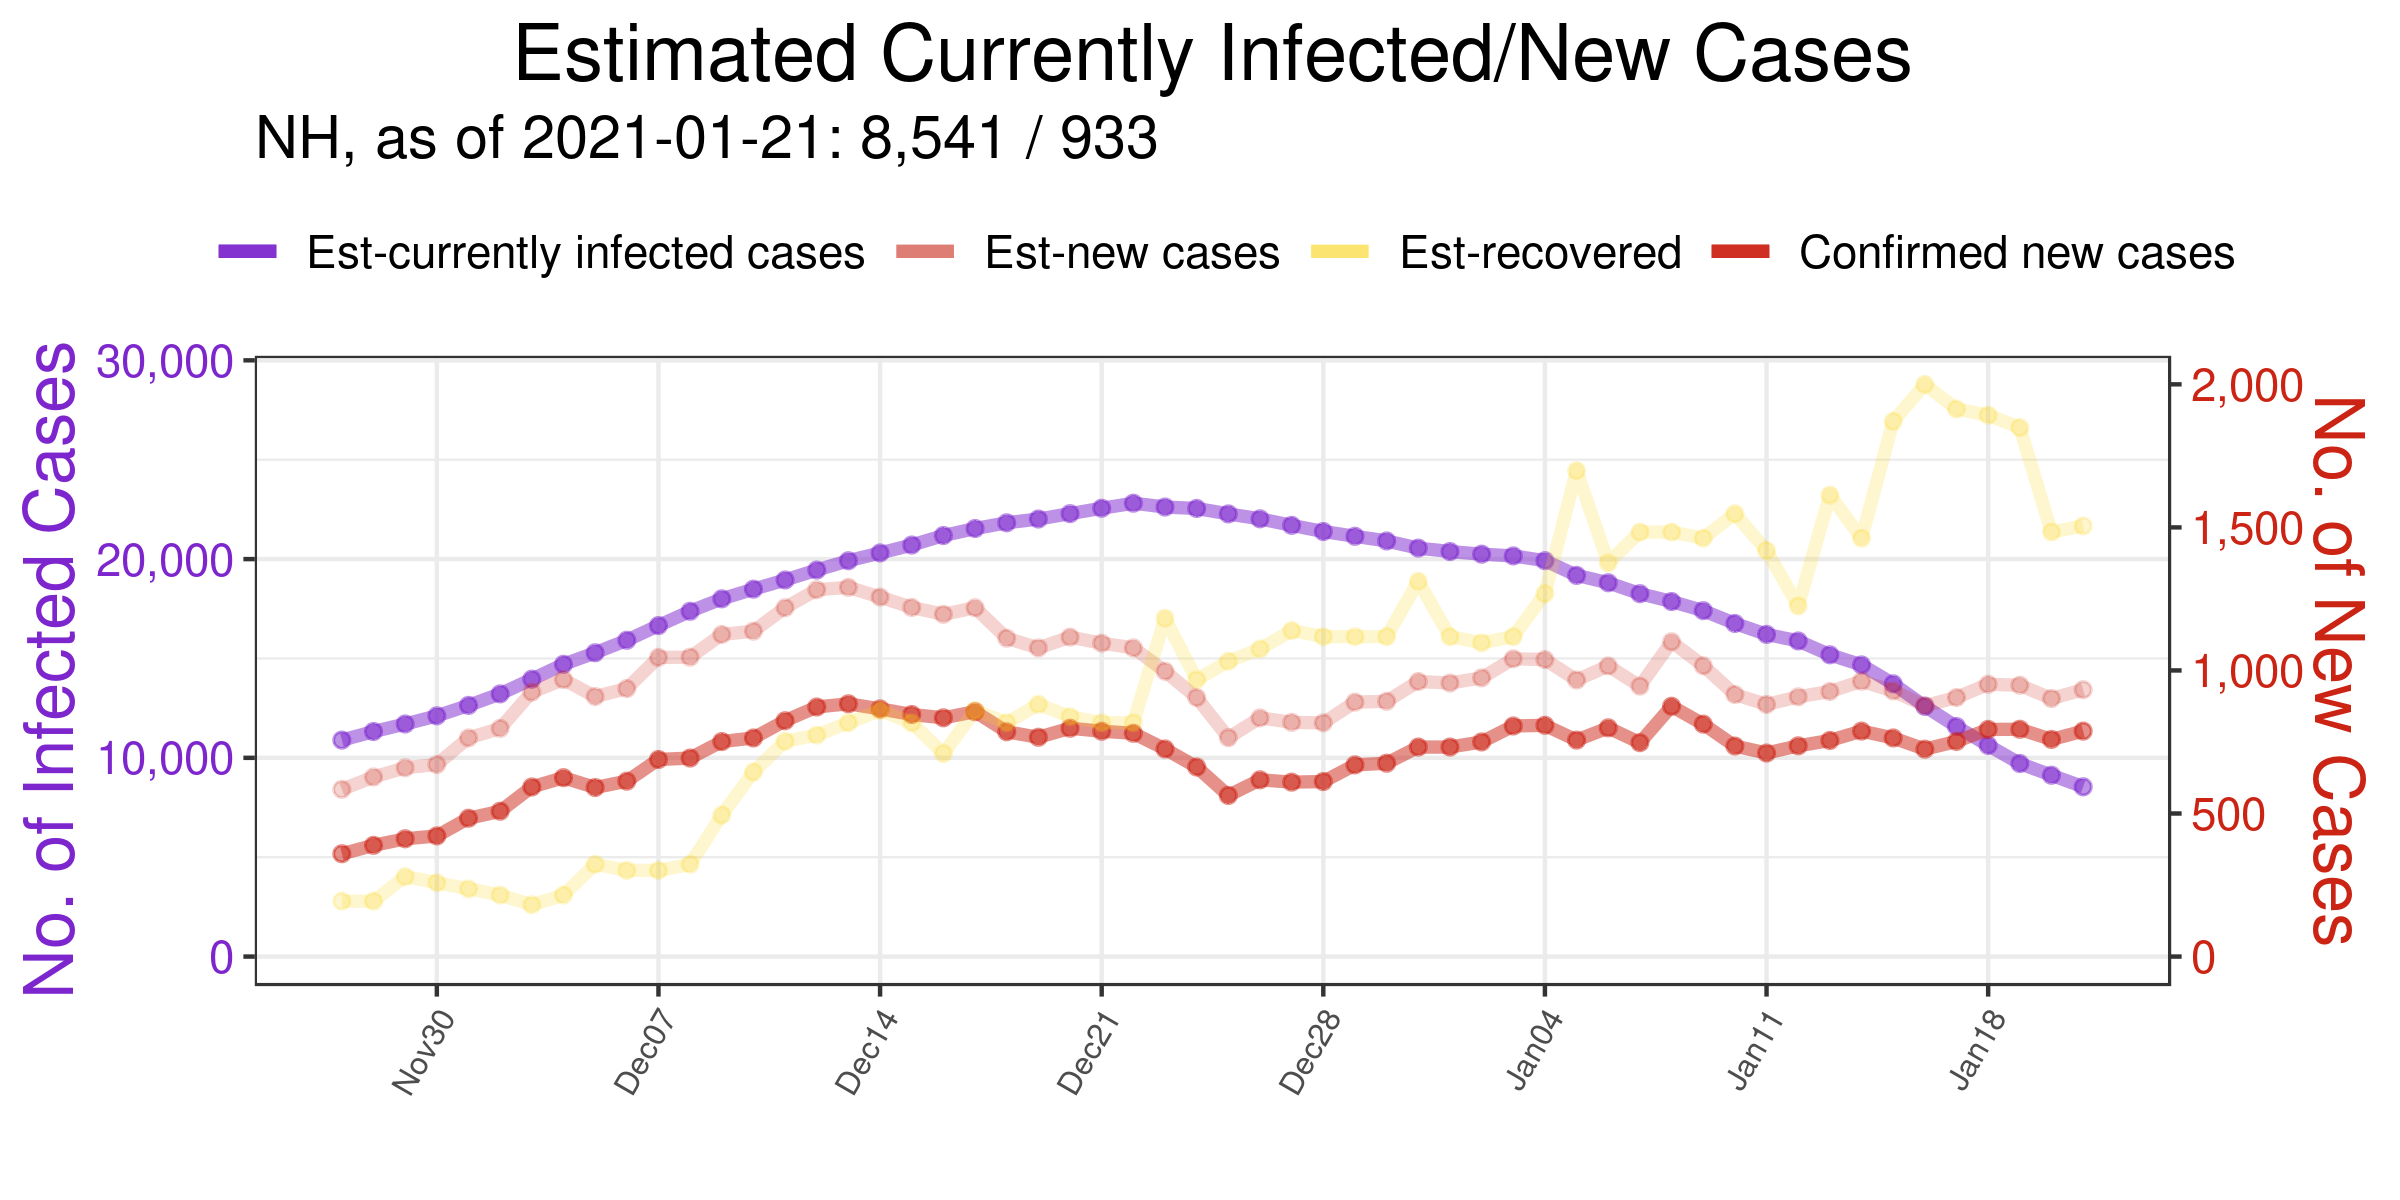 Estimated Currently Infected/New Cases
NH, as of 2021-01-21: 8,541 / 933
Est-currently infected cases Est-new cases Est-recovered Confirmed new cases
No. of Infected Cases
30,000
20,000
10,000
0
2,000
1,500
1,000
500
0
No. of New Cases
Nov30 Dec07 Dec14 Dec21 Dec28 Jan04 Jan11 Jan18